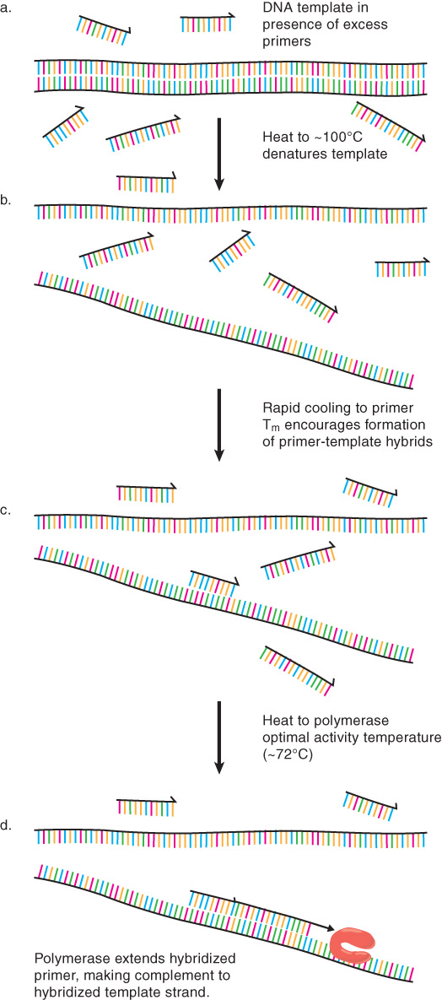 a.
DNA template in
presence of excess
primers
Heat to ~100°C
denatures template
b.
Rapid cooling to primer
Tm encourages formation
of primer-template hybrids
c.
Heat to polymerase
optimal activity temperature
(~72°C)
d.
Polymerase extends hybridized
primer, making complement to
hybridized template strand.